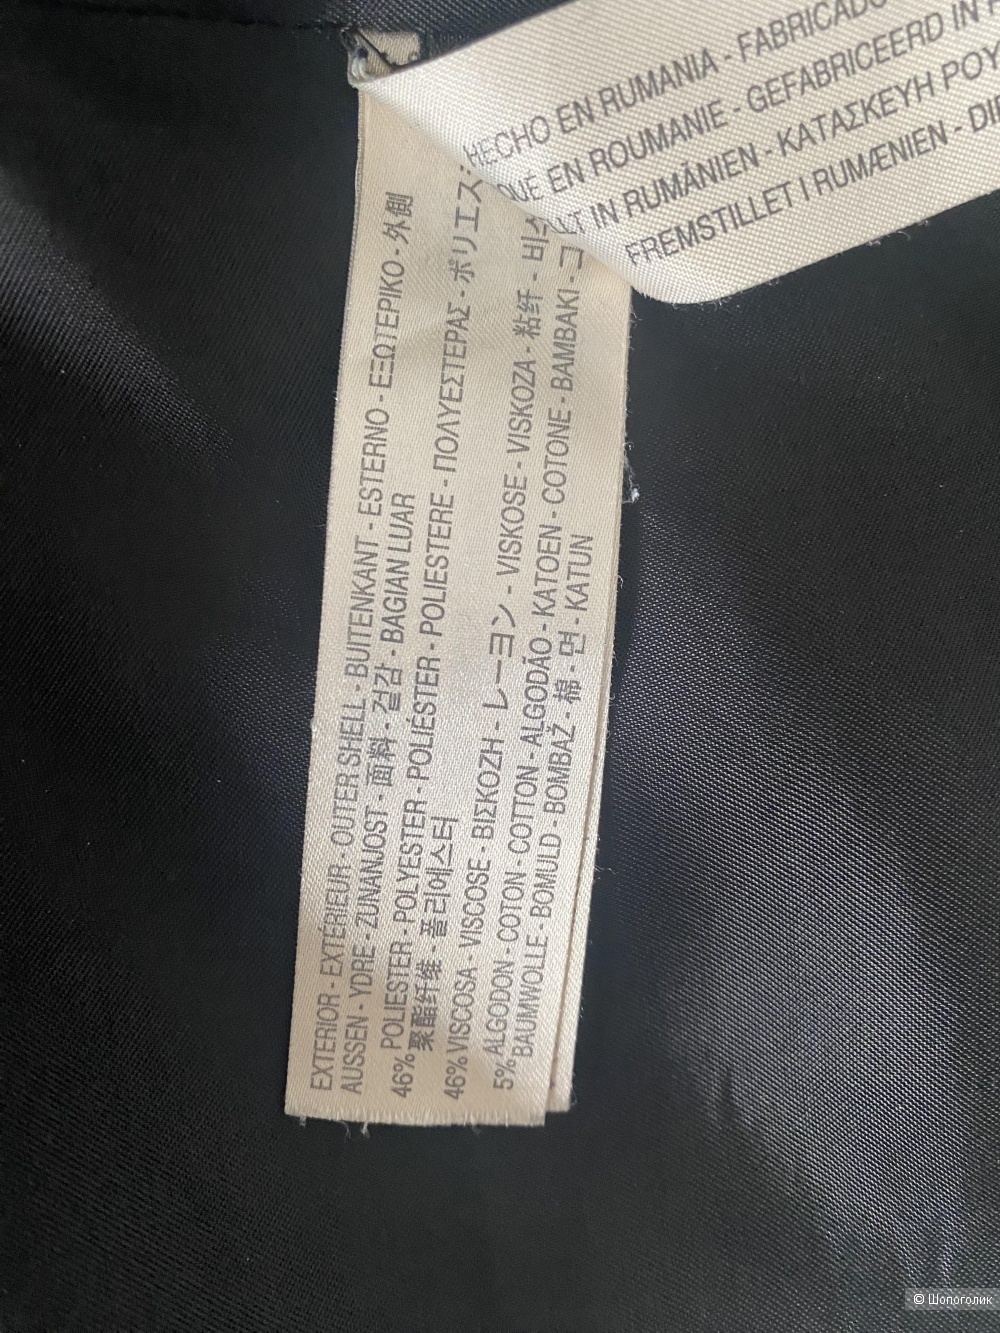 HECHO EN RUMANIA - FABRICADO
EN ROUMANIE - GEFABRICEERD IN
IN RUMÄNIEN - ΚΑΤΑΣΚΕΥΗ ΡΟΥ
FREMSTILLET I RUMÆNIEN -
EXTERIOR - EXTÉRIEUR - OUTER SHELL - BUITENKANT - ESTERNO - ΕΞΩΤΕΡΙΚΟ - 外側
AUSSEN - YDRE - ZUNANJOST - 面料 - 겉감 - BAGIAN LUAR
46% POLIESTER - POLYESTER - POLIÉSTER - POLIESTERE - ΠΟΛΥΕΣΤΕΡΑΣ - ポリエス
聚酯纤维 - 폴리에스터
46% VISCOSA - VISCOSE - ΒΙΣΚΟΖΗ - レーヨン - VISKOSE - VISKOZA - 粘纤 - 비스
5% ALGODON - COTON - COTTON - ALGODÃO - KATOEN - COTONE - ΒΑΜΒΑΚΙ - コ
BAUMWOLLE - BOMULD - BOMBAŽ - 棉 - 면 - KATUN
© Шопоголик